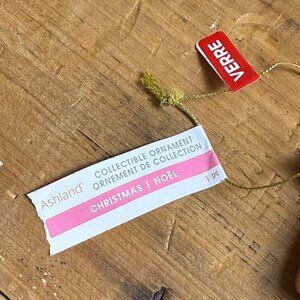 VERRE
Ashland®
COLLECTIBLE ORNAMENT
ORNEMENT DE COLLECTION
CHRISTMAS | NOËL
1 pc